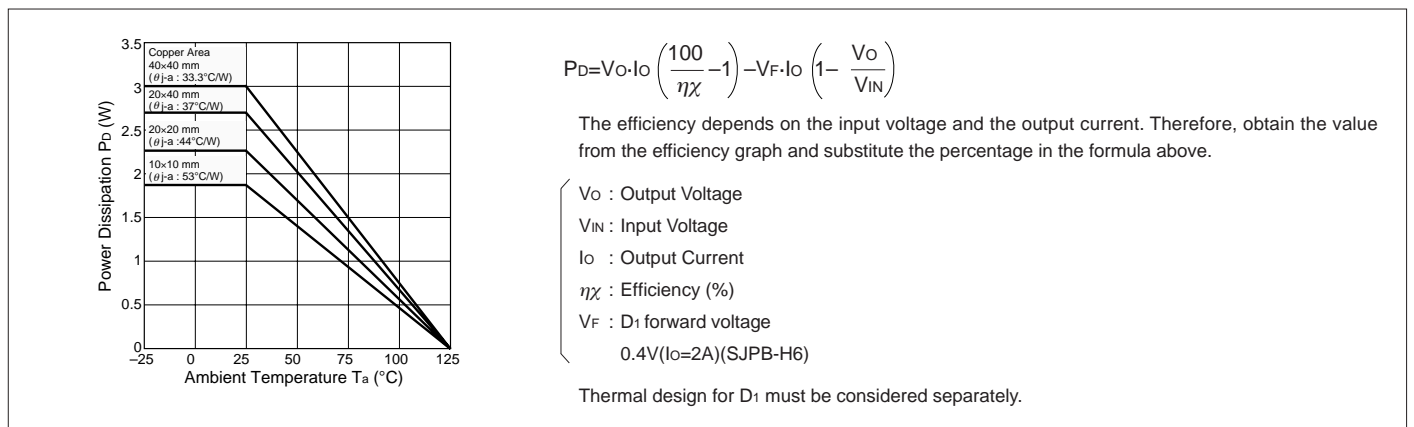 3.5
3
2.5
2
1.5
1
0.5
0
Power Dissipation PD (W)
Copper Area
40×40 mm
(θj-a : 33.3°C/W)
20×40 mm
(θj-a : 37°C/W)
20×20 mm
(θj-a :44°C/W)
10×10 mm
(θj-a : 53°C/W)
–25 0 25 50 75 100 125
Ambient Temperature Ta (°C)
PD=VO·IO (100/ηχ –1) –VF·IO (1– VO/VIN)
The efficiency depends on the input voltage and the output current. Therefore, obtain the value
from the efficiency graph and substitute the percentage in the formula above.
VO : Output Voltage
VIN : Input Voltage
IO : Output Current
ηχ : Efficiency (%)
VF : D1 forward voltage
0.4V(IO=2A)(SJPB-H6)
Thermal design for D1 must be considered separately.